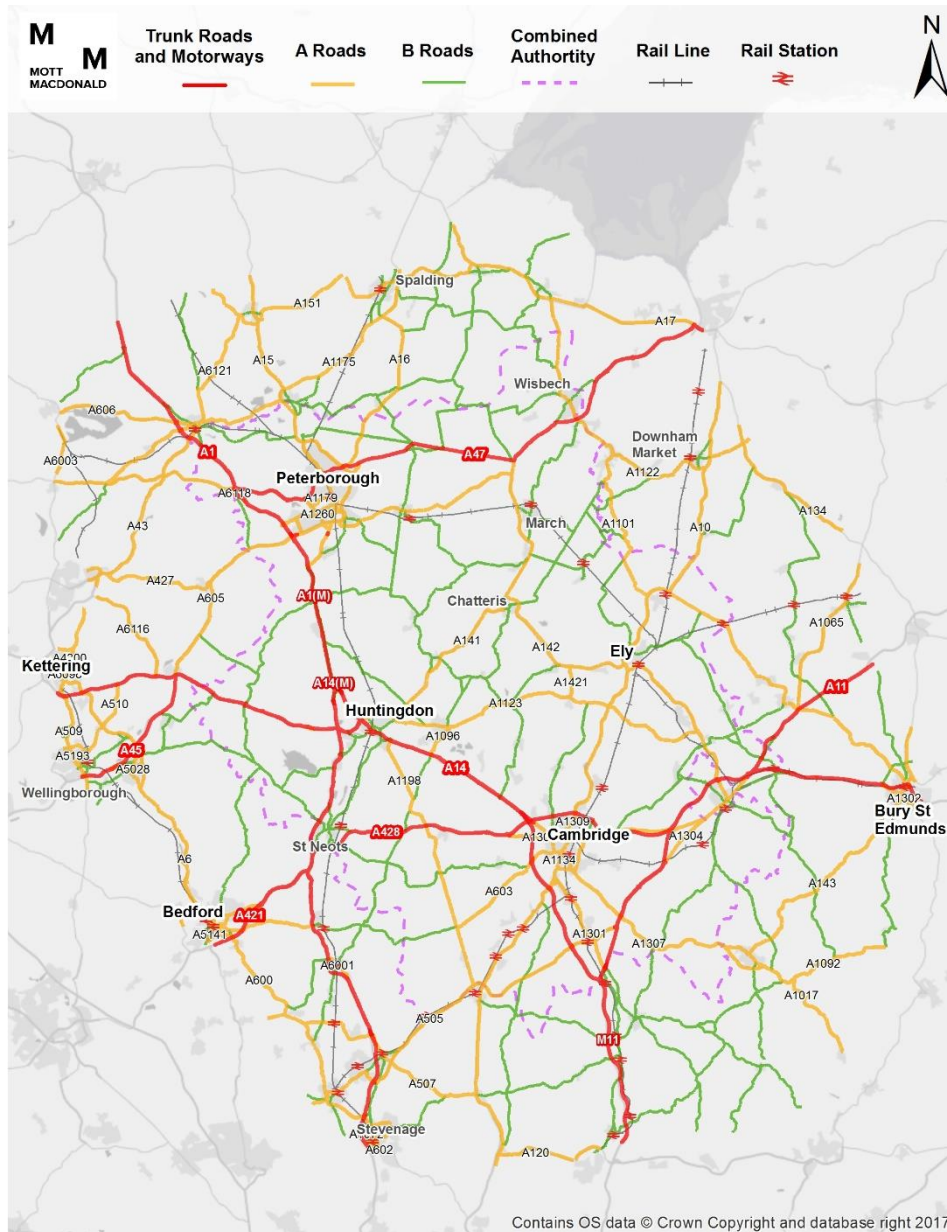 M
M
MOTT
MACDONALD
Trunk Roads
and Motorways
A Roads
B Roads
Combined
Authortity
Rail Line
Rail Station
N
Spalding
A151
A17
A15
A1175
A16
A6121
Wisbech
A606
Downham
Market
A1
A47
A6003
A1122
Peterborough
A6118
A1179
A134
A1260
March
A1101
A10
A43
A427
A605
A1(M)
Chatteris
A1065
A6116
A141
A142
Ely
Kettering
A14(M)
A1421
A11
A510
Huntingdon
A1123
A509
A1096
A45
A5193
A14
A5028
A1198
Wellingborough
A1302
Bury St
Edmunds
A1309
A428
Cambridge
A1304
St Neots
A1134
A6
A603
A143
Bedford
A421
A5141
A1301
A1307
A6001
A1092
A600
A1017
A505
M11
A507
Stevenage
A602
A120
Contains OS data © Crown Copyright and database right 2017